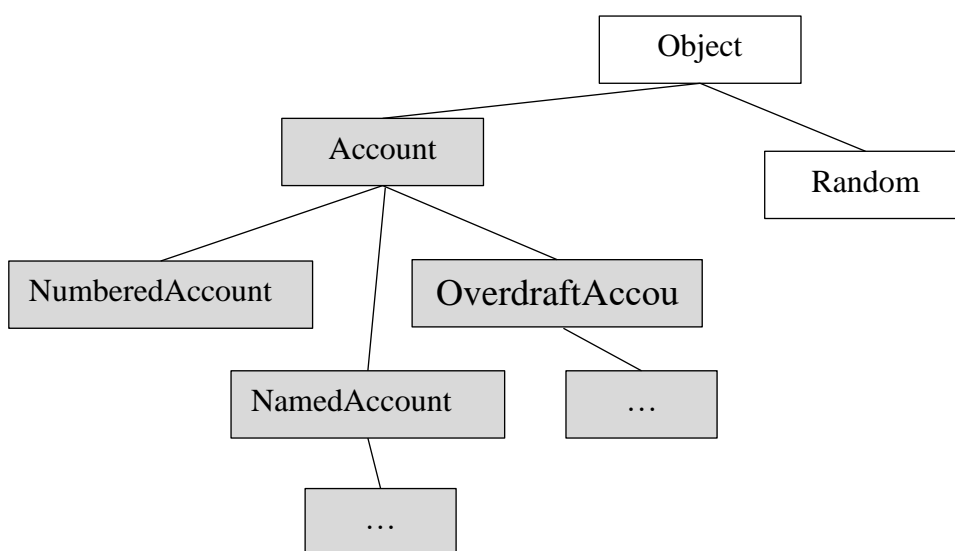 Object
Account
Random
NumberedAccount
OverdraftAccou
NamedAccount
…
…